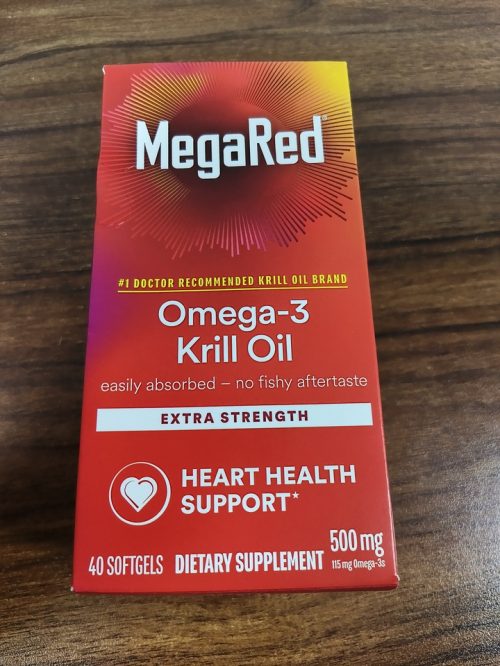 MegaRed®
#1 DOCTOR RECOMMENDED KRILL OIL BRAND
Omega-3
Krill Oil
easily absorbed – no fishy aftertaste
EXTRA STRENGTH
HEART HEALTH
SUPPORT*
40 SOFTGELS DIETARY SUPPLEMENT 500 mg
115 mg Omega-3s